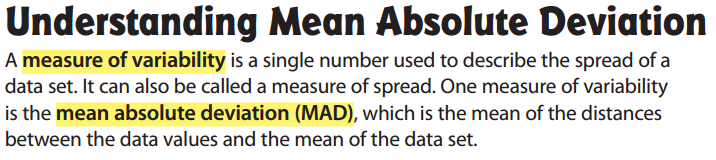 Understanding Mean Absolute Deviation
A measure of variability is a single number used to describe the spread of a
data set. It can also be called a measure of spread. One measure of variability
is the mean absolute deviation (MAD), which is the mean of the distances
between the data values and the mean of the data set.